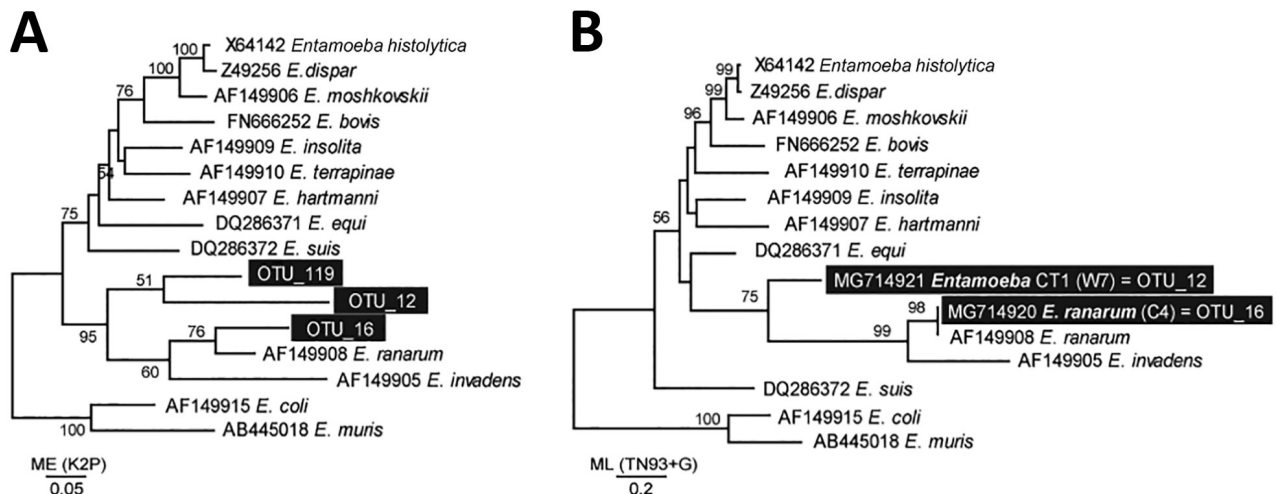 A
100
X64142 Entamoeba histolytica
100
Z49256 E.dispar
76
AF149906 E. moshkovskii
FN666252 E. bovis
AF149909 E. insolita
54
AF149910 E. terrapinae
AF149907 E. hartmanni
75
DQ286371 E. equi
DQ286372 E. suis
51
OTU_119
OTU_12
95
76
OTU_16
AF149908 E. ranarum
60
AF149905 E. invadens
AF149915 E. coli
100
AB445018 E. muris
ME (K2P)
0.05
B
99
X64142 Entamoeba histolytica
99
Z49256 E.dispar
96
AF149906 E. moshkovskii
FN666252 E. bovis
AF149910 E. terrapinae
AF149909 E. insolita
56
AF149907 E. hartmanni
DQ286371 E. equi
75
MG714921 Entamoeba CT1 (W7) = OTU_12
98
MG714920 E. ranarum (C4) = OTU_16
99
AF149908 E. ranarum
AF149905 E. invadens
DQ286372 E. suis
100
AF149915 E. coli
AB445018 E. muris
ML (TN93+G)
0.2